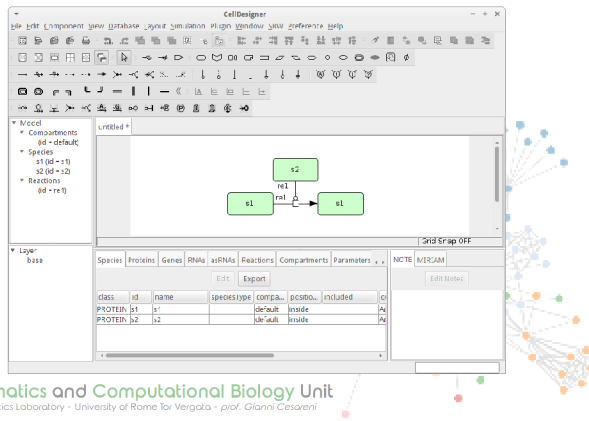 CellDesigner
File Edit Component View Database Layout Simulation Plugin Window SBW Preference Help
Model
Compartments
(id = default)
Species
s1 (id = s1)
s2 (id = s2)
Reactions
(id = re1)
untitled *
s2
re1
s1
re1
s1
Grid Snap OFF
Layer
base
Species Proteins Genes RNAs asRNAs Reactions Compartments Parameters
NOTE MIRIAM
Edit Export
Edit Notes
class id name speciesType compa... positio... included
PROTEIN s1 s1 default inside
PROTEIN s2 s2 default inside
matics and Computational Biology Unit
tics Laboratory - University of Rome Tor Vergata - prof. Gianni Cesareni